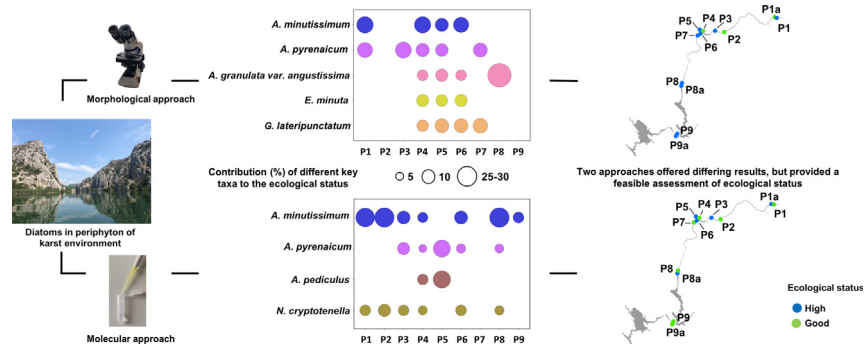 Morphological approach
Diatoms in periphyton of
karst environment
Molecular approach
A. minutissimum
A. pyrenaicum
A. granulata var. angustissima
E. minuta
G. lateripunctatum
P1 P2 P3 P4 P5 P6 P7 P8 P9
Contribution (%) of different key
taxa to the ecological status
5 10 25-30
A. minutissimum
A. pyrenaicum
A. pediculus
N. cryptotenella
P1 P2 P3 P4 P5 P6 P7 P8 P9
P1a
P1
P5 P4 P3
P7 P6 P2
P8
P8a
P9
P9a
Two approaches offered differing results, but provided a
feasible assessment of ecological status
P1a
P1
P5 P4 P3
P7 P6 P2
P8
P8a
P9
P9a
Ecological status
High
Good